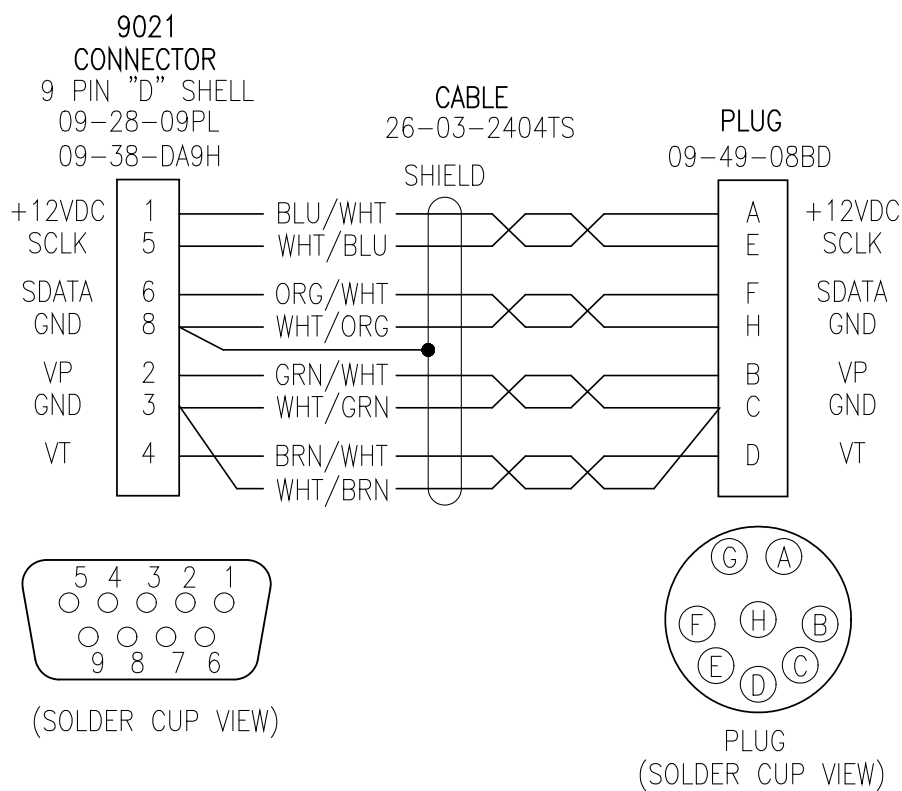 9021
CONNECTOR
9 PIN "D" SHELL
09-28-09PL
09-38-DA9H
CABLE
26-03-2404TS
SHIELD
PLUG
09-49-08BD
+12VDC 1 BLU/WHT A +12VDC
SCLK 5 WHT/BLU E SCLK
SDATA 6 ORG/WHT F SDATA
GND 8 WHT/ORG H GND
VP 2 GRN/WHT B VP
GND 3 WHT/GRN C GND
VT 4 BRN/WHT D VT
WHT/BRN
5 4 3 2 1
9 8 7 6
(SOLDER CUP VIEW)
G A
F H B
E D C
PLUG
(SOLDER CUP VIEW)